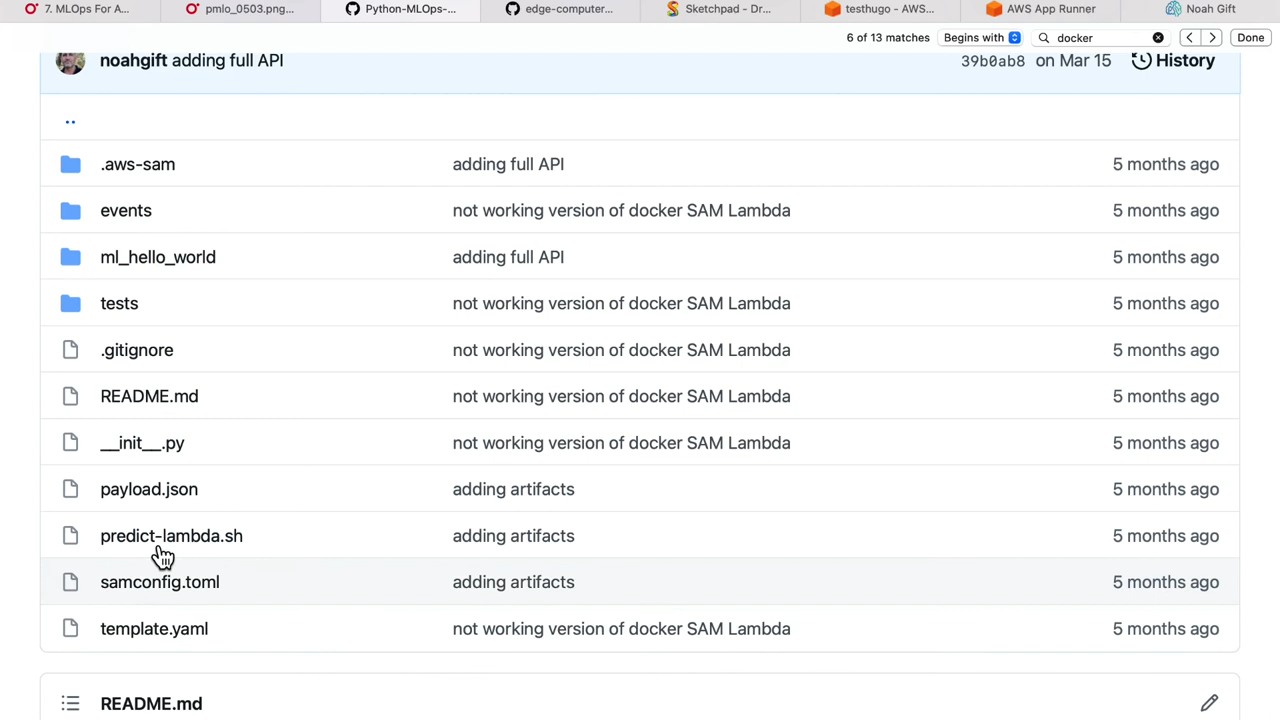 7. MLOps For A...
pmlo_0503.png...
Python-MLOps-...
edge-computer...
Sketchpad - Dr...
testhugo - AWS...
AWS App Runner
Noah Gift
6 of 13 matches Begins with docker Done
noahgift adding full API 39b0ab8 on Mar 15 History
..
.aws-sam adding full API 5 months ago
events not working version of docker SAM Lambda 5 months ago
ml_hello_world adding full API 5 months ago
tests not working version of docker SAM Lambda 5 months ago
.gitignore not working version of docker SAM Lambda 5 months ago
README.md not working version of docker SAM Lambda 5 months ago
__init__.py not working version of docker SAM Lambda 5 months ago
payload.json adding artifacts 5 months ago
predict-lambda.sh adding artifacts 5 months ago
samconfig.toml adding artifacts 5 months ago
template.yaml not working version of docker SAM Lambda 5 months ago
README.md